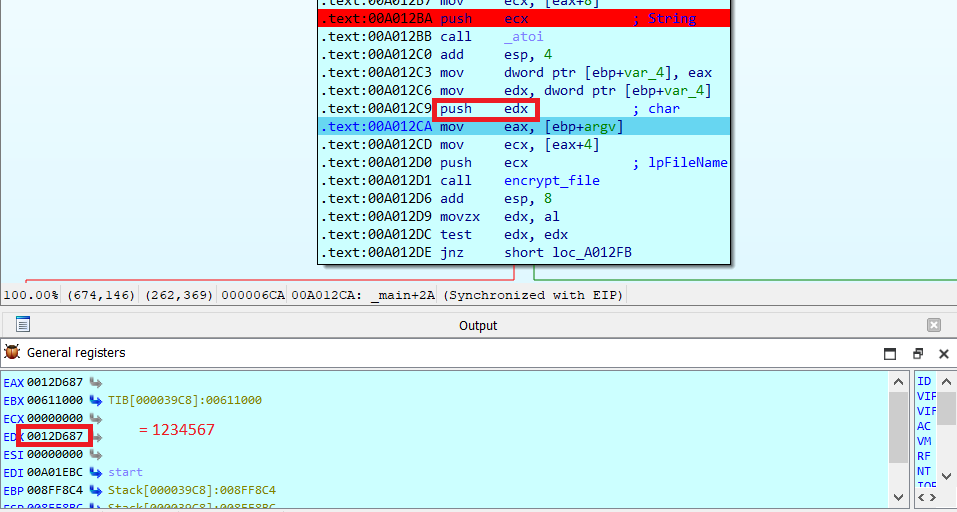 .text:00A012B7 mov ecx, [eax+8]
.text:00A012BA push ecx ; String
.text:00A012BB call _atoi
.text:00A012C0 add esp, 4
.text:00A012C3 mov dword ptr [ebp+var_4], eax
.text:00A012C6 mov edx, dword ptr [ebp+var_4]
.text:00A012C9 push edx ; char
.text:00A012CA mov eax, [ebp+argv]
.text:00A012CD mov ecx, [eax+4]
.text:00A012D0 push ecx ; lpFileName
.text:00A012D1 call encrypt_file
.text:00A012D6 add esp, 8
.text:00A012D9 movzx edx, al
.text:00A012DC test edx, edx
.text:00A012DE jnz short loc_A012FB
100.00% (674,146) (262,369) 000006CA 00A012CA: _main+2A (Synchronized with EIP)
Output
General registers
EAX 0012D687
EBX 00611000 TIB[000039C8]:00611000
ECX 00000000
EDX 0012D687 = 1234567
ESI 00000000
EDI 00A01EBC start
EBP 008FF8C4 Stack[000039C8]:008FF8C4
ESP 008FF8BC Stack[000039C8]:008FF8BC
ID
VIP
VIF
AC
VM
RF
NT
IOP